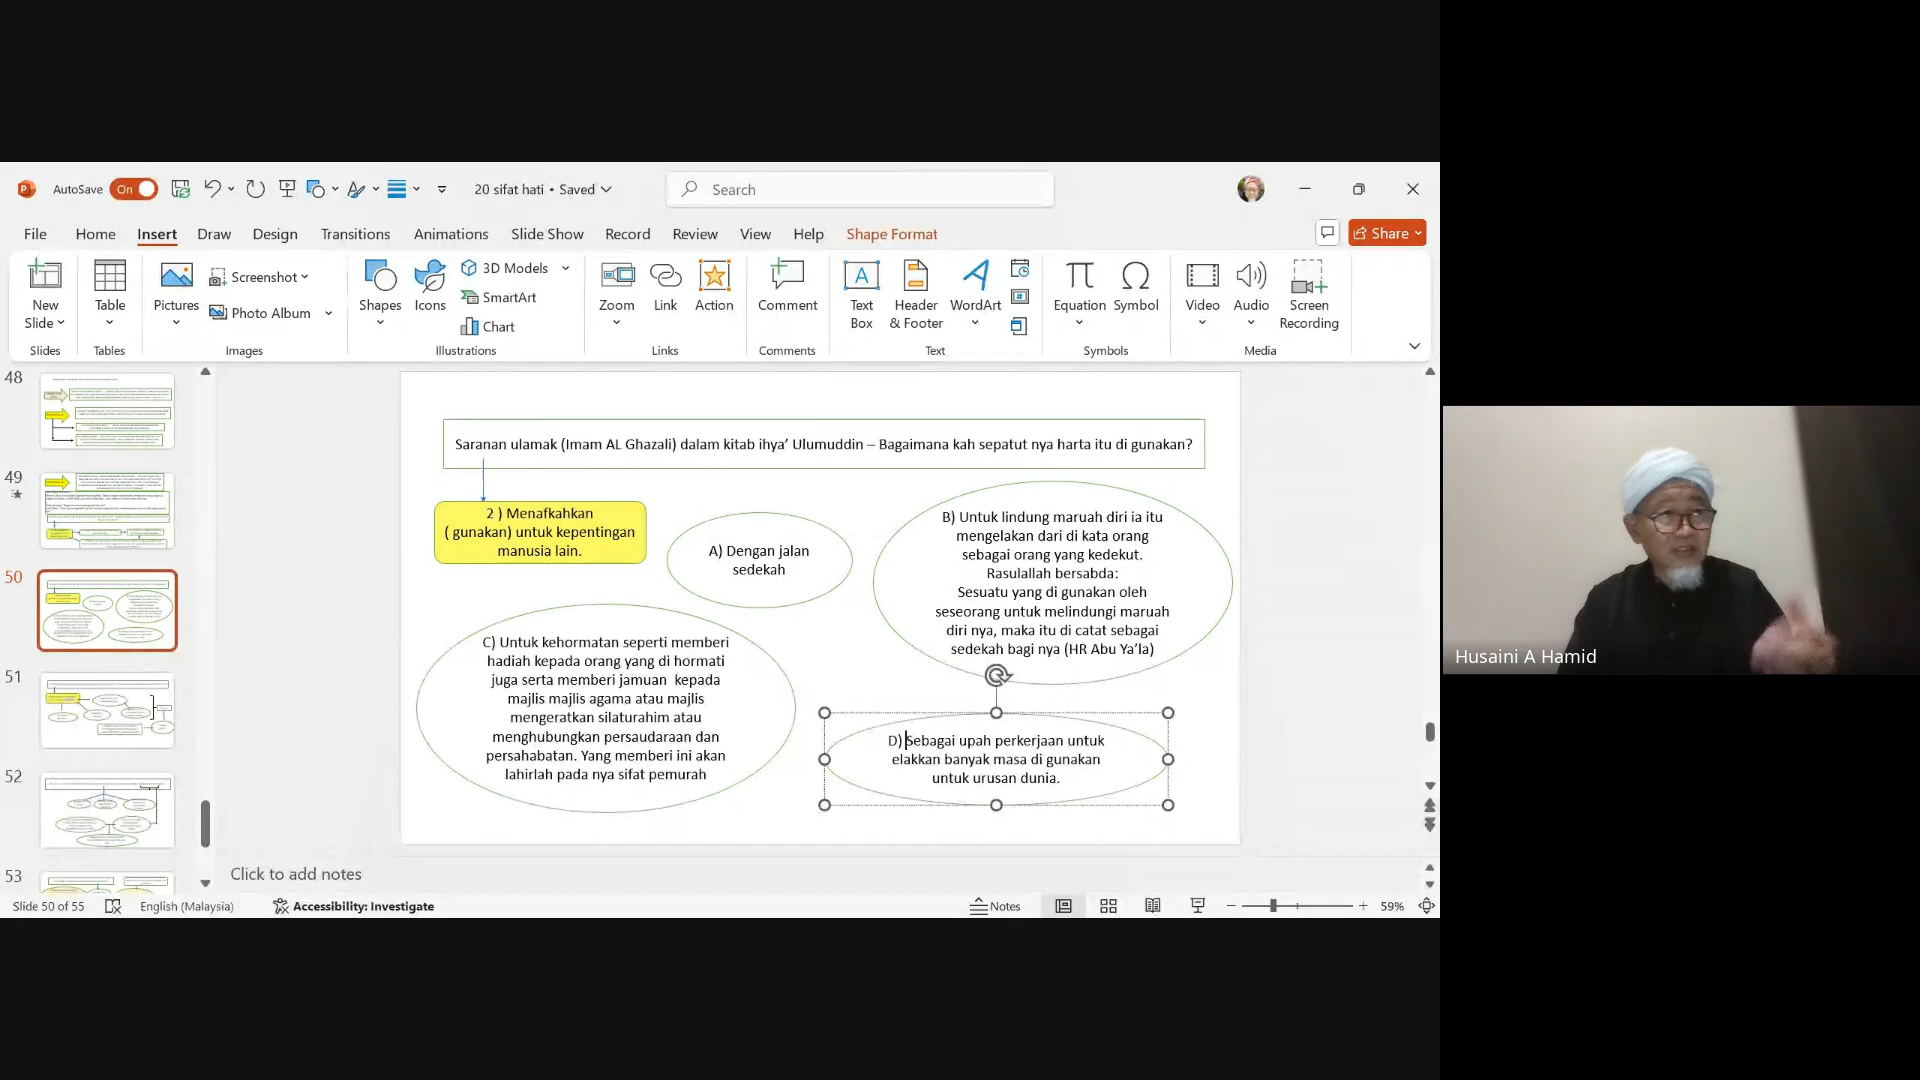 AutoSave On 20 sifat hati • Saved Search
File Home Insert Draw Design Transitions Animations Slide Show Record Review View Help Shape Format Share
New Slide
Table
Pictures
Screenshot
Photo Album
Shapes
Icons
3D Models
SmartArt
Chart
Zoom
Link
Action
Comment
Text Box
Header & Footer
WordArt
Equation
Symbol
Video
Audio
Screen Recording
Slides Tables Images Illustrations Links Comments Text Symbols Media
48
49
50
51
52
53
Saranan ulamak (Imam AL Ghazali) dalam kitab ihya’ Ulumuddin – Bagaimana kah sepatut nya harta itu di gunakan?
2 ) Menafkahkan
( gunakan) untuk kepentingan
manusia lain.
A) Dengan jalan
sedekah
B) Untuk lindung maruah diri ia itu
mengelakan dari di kata orang
sebagai orang yang kedekut.
Rasulallah bersabda:
Sesuatu yang di gunakan oleh
seseorang untuk melindungi maruah
diri nya, maka itu di catat sebagai
sedekah bagi nya (HR Abu Ya’la)
C) Untuk kehormatan seperti memberi
hadiah kepada orang yang di hormati
juga serta memberi jamuan kepada
majlis majlis agama atau majlis
mengeratkan silaturahim atau
menghubungkan persaudaraan dan
persahabatan. Yang memberi ini akan
lahirlah pada nya sifat pemurah
D) Sebagai upah perkerjaan untuk
elakkan banyak masa di gunakan
untuk urusan dunia.
Click to add notes
Slide 50 of 55 English (Malaysia) Accessibility: Investigate Notes 59%
Husaini A Hamid